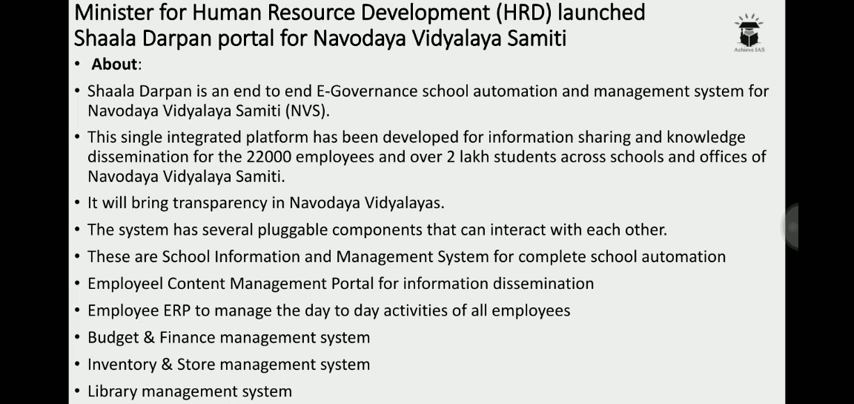 Minister for Human Resource Development (HRD) launched
Shaala Darpan portal for Navodaya Vidyalaya Samiti
Achieve IAS
• About:
• Shaala Darpan is an end to end E-Governance school automation and management system for
Navodaya Vidyalaya Samiti (NVS).
• This single integrated platform has been developed for information sharing and knowledge
dissemination for the 22000 employees and over 2 lakh students across schools and offices of
Navodaya Vidyalaya Samiti.
• It will bring transparency in Navodaya Vidyalayas.
• The system has several pluggable components that can interact with each other.
• These are School Information and Management System for complete school automation
• Employeel Content Management Portal for information dissemination
• Employee ERP to manage the day to day activities of all employees
• Budget & Finance management system
• Inventory & Store management system
• Library management system